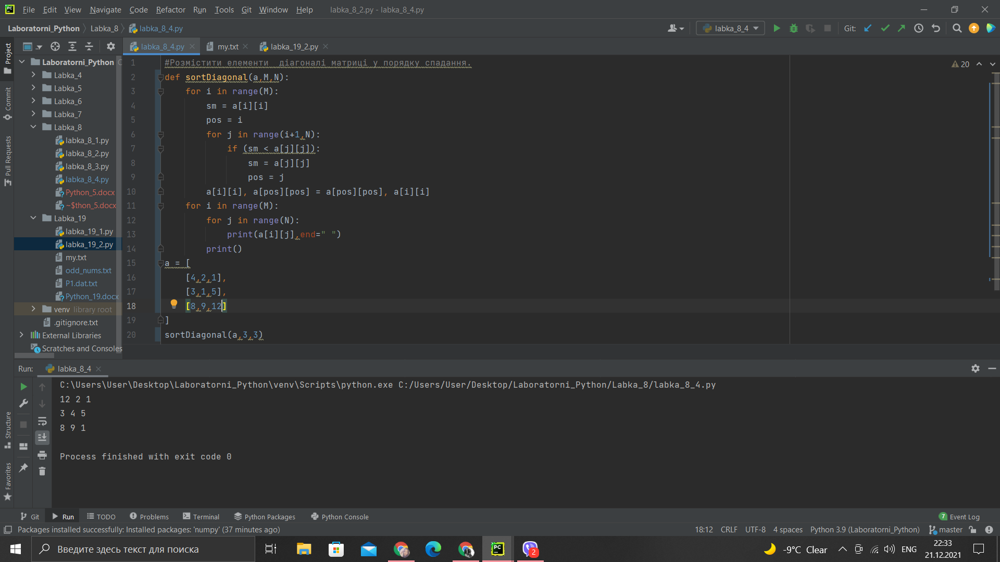 File Edit View Navigate Code Refactor Run Tools Git Window Help labka_8_2.py - labka_8_4.py
Laboratorni_Python Labka_8 labka_8_4.py labka_8_4 Git:
labka_8_4.py my.txt labka_19_2.py
Project
Commit
Pull Requests
Structure
Favorites
Laboratorni_Python C
Labka_4
Labka_5
Labka_6
Labka_7
Labka_8
labka_8_1.py
labka_8_2.py
labka_8_3.py
labka_8_4.py
Python_5.docx
~$thon_5.docx
Labka_19
labka_19_1.py
labka_19_2.py
my.txt
odd_nums.txt
P1.dat.txt
Python_19.docx
venv library root
.gitignore.txt
External Libraries
Scratches and Consoles
20
1 #Розмістити елементи  діагоналі матриці у порядку спадання.
2 def sortDiagonal(a,M,N):
3     for i in range(M):
4         sm = a[i][i]
5         pos = i
6         for j in range(i+1,N):
7             if (sm < a[j][j]):
8                 sm = a[j][j]
9                 pos = j
10         a[i][i], a[pos][pos] = a[pos][pos], a[i][i]
11     for i in range(M):
12         for j in range(N):
13             print(a[i][j],end=" ")
14         print()
15 a = [
16     [4,2,1],
17     [3,1,5],
18     [8,9,12]
19 ]
20 sortDiagonal(a,3,3)
Run: labka_8_4
C:\Users\User\Desktop\Laboratorni_Python\venv\Scripts\python.exe C:/Users/User/Desktop/Laboratorni_Python/Labka_8/labka_8_4.py
12 2 1
3 4 5
8 9 1
Process finished with exit code 0
Git Run TODO Problems Terminal Python Packages Python Console 7 Event Log
Packages installed successfully: Installed packages: 'numpy' (37 minutes ago) 18:12 CRLF UTF-8 4 spaces Python 3.9 (Laboratorni_Python) master
Введите здесь текст для поиска PC 2 -9°C Clear ENG 22:33
21.12.2021